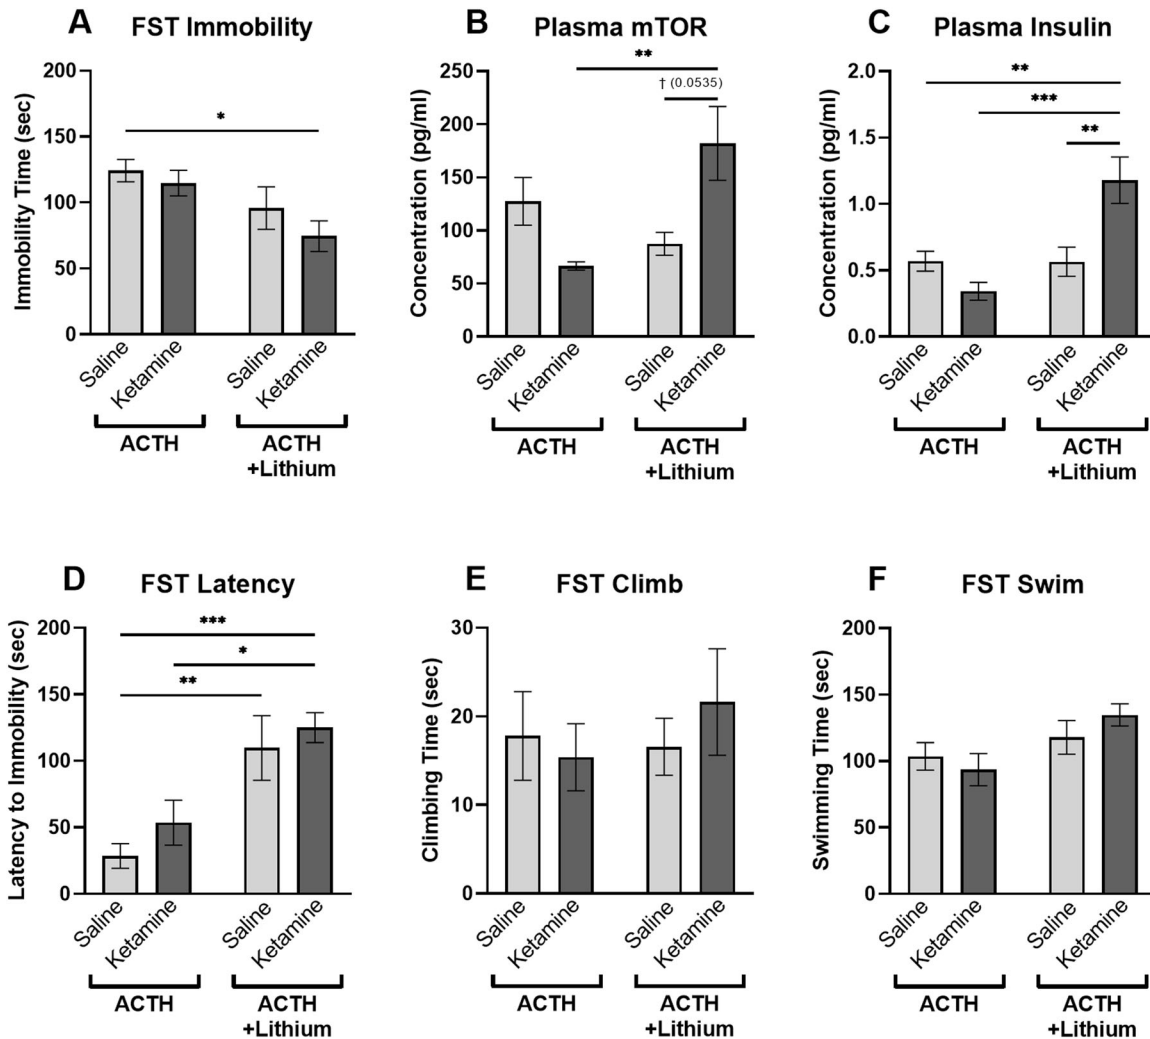 A FST Immobility
Immobility Time (sec)
200
150
100
50
0
*
Saline
Ketamine
Saline
Ketamine
ACTH
ACTH
+Lithium
B Plasma mTOR
Concentration (pg/ml)
250
200
150
100
50
0
**
† (0.0535)
Saline
Ketamine
Saline
Ketamine
ACTH
ACTH
+Lithium
C Plasma Insulin
Concentration (pg/ml)
2.0
1.5
1.0
0.5
0.0
**
***
**
Saline
Ketamine
Saline
Ketamine
ACTH
ACTH
+Lithium
D FST Latency
Latency to Immobility (sec)
200
150
100
50
0
***
*
**
Saline
Ketamine
Saline
Ketamine
ACTH
ACTH
+Lithium
E FST Climb
Climbing Time (sec)
30
20
10
0
Saline
Ketamine
Saline
Ketamine
ACTH
ACTH
+Lithium
F FST Swim
Swimming Time (sec)
200
150
100
50
0
Saline
Ketamine
Saline
Ketamine
ACTH
ACTH
+Lithium